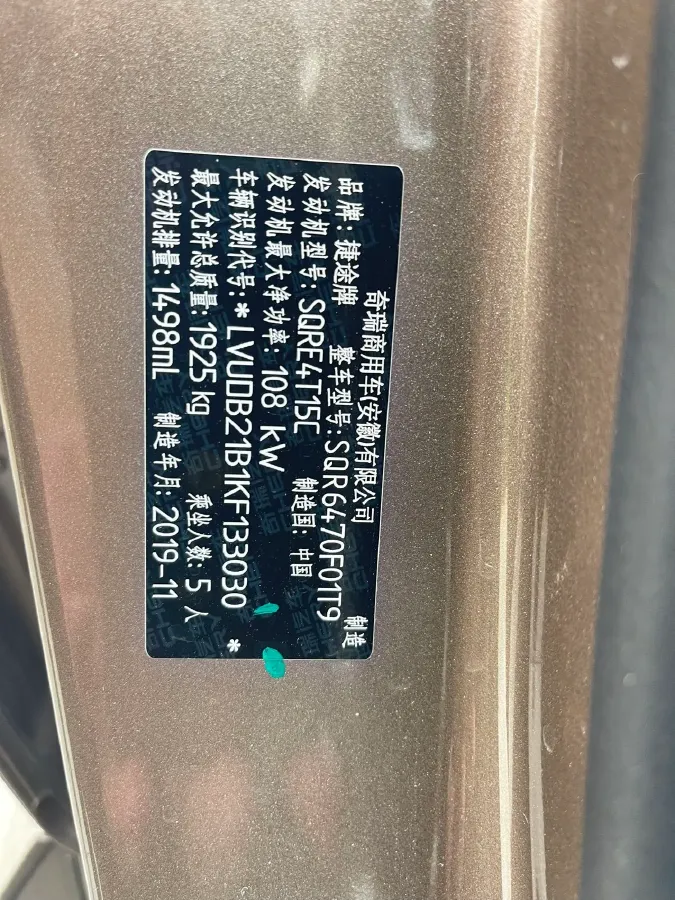 奇瑞商用车(安徽)有限公司 制造
品牌:捷途牌 整车型号:SQR6470F01T9
发动机型号:SQRE4T15C 制造国:中国
发动机最大净功率:108 kW
车辆识别代号:*LVUDB21B1KF133030*
最大允许总质量:1925 kg 乘坐人数:5 人
发动机排量:1498mL 制造年月:2019-11